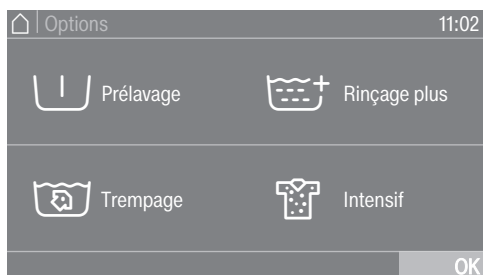 Options 11:02
Prélavage
Rinçage plus
Trempage
Intensif
OK